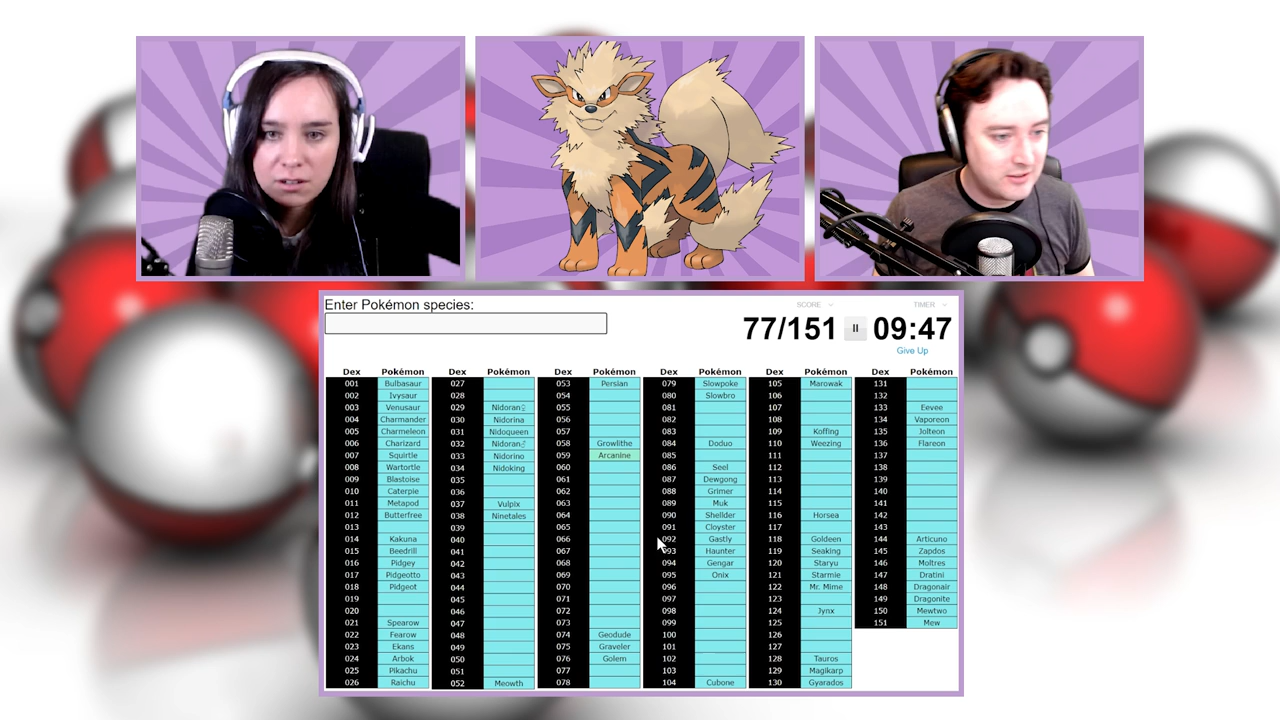 Enter Pokémon species:
SCORE TIMER
77/151 09:47
Give Up
Dex Pokémon Dex Pokémon Dex Pokémon Dex Pokémon Dex Pokémon Dex Pokémon
001 Bulbasaur 027 053 Persian 079 Slowpoke 105 Marowak 131
002 Ivysaur 028 054 080 Slowbro 106 132
003 Venusaur 029 Nidoran♀ 055 081 107 133 Eevee
004 Charmander 030 Nidorina 056 082 108 134 Vaporeon
005 Charmeleon 031 Nidoqueen 057 083 109 Koffing 135 Jolteon
006 Charizard 032 Nidoran♂ 058 Growlithe 084 Doduo 110 Weezing 136 Flareon
007 Squirtle 033 Nidorino 059 Arcanine 085 111 137
008 Wartortle 034 Nidoking 060 086 Seel 112 138
009 Blastoise 035 061 087 Dewgong 113 139
010 Caterpie 036 062 088 Grimer 114 140
011 Metapod 037 Vulpix 063 089 Muk 115 141
012 Butterfree 038 Ninetales 064 090 Shellder 116 Horsea 142
013 039 065 091 Cloyster 117 143
014 Kakuna 040 066 092 Gastly 118 Goldeen 144 Articuno
015 Beedrill 041 067 093 Haunter 119 Seaking 145 Zapdos
016 Pidgey 042 068 094 Gengar 120 Staryu 146 Moltres
017 Pidgeotto 043 069 095 Onix 121 Starmie 147 Dratini
018 Pidgeot 044 070 096 122 Mr. Mime 148 Dragonair
019 045 071 097 123 149 Dragonite
020 046 072 098 124 Jynx 150 Mewtwo
021 Spearow 047 073 099 125 151 Mew
022 Fearow 048 074 Geodude 100 126
023 Ekans 049 075 Graveler 101 127
024 Arbok 050 076 Golem 102 128 Tauros
025 Pikachu 051 077 103 129 Magikarp
026 Raichu 052 Meowth 078 104 Cubone 130 Gyarados